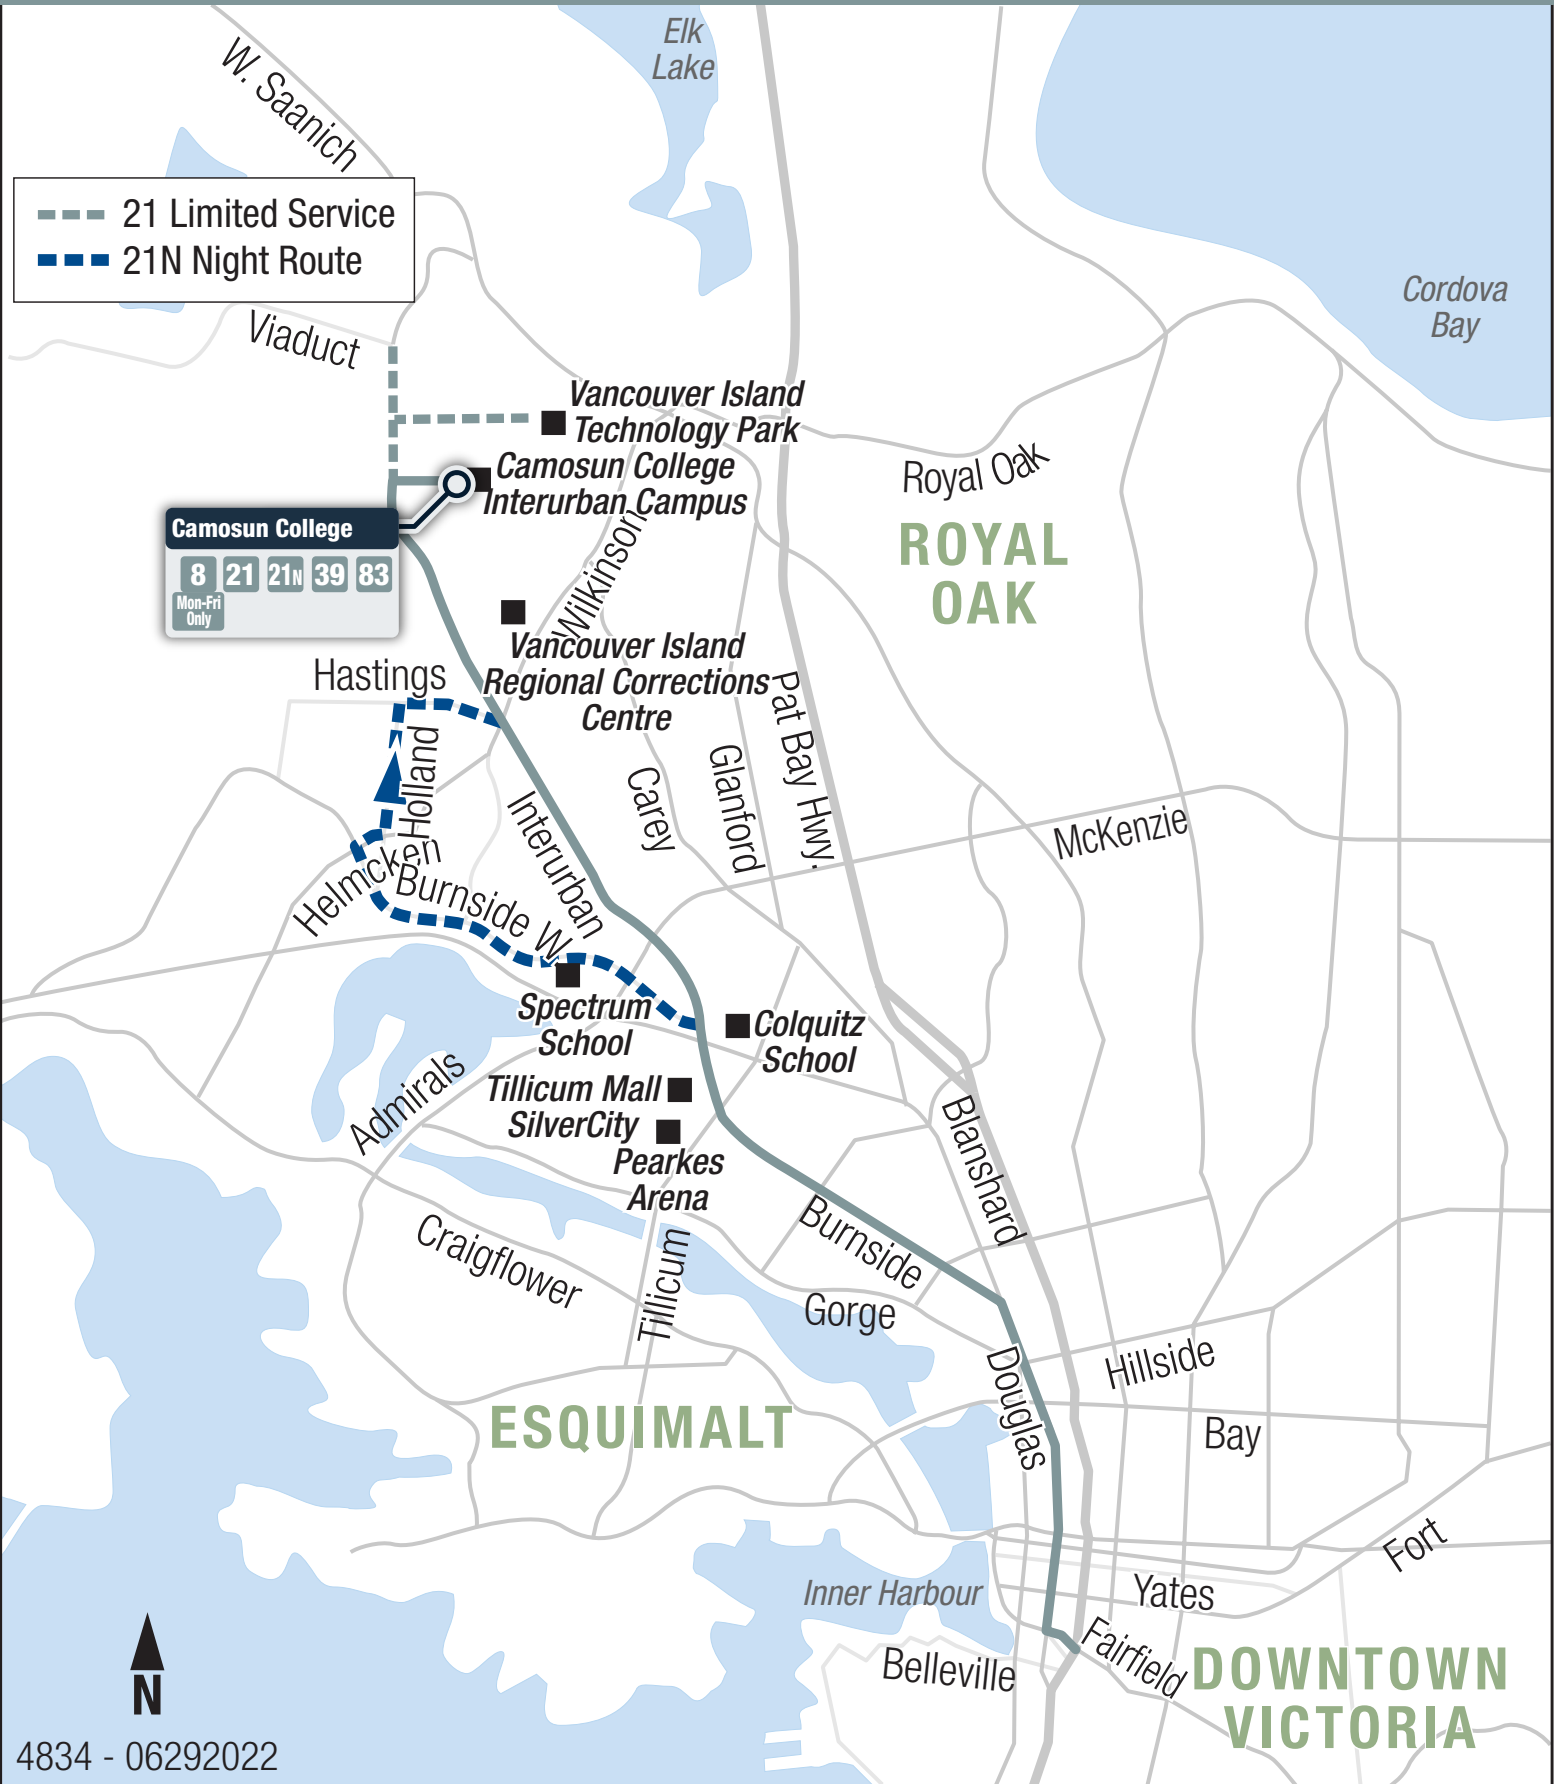 Elk
Lake
W. Saanich
21 Limited Service
21N Night Route
Cordova
Bay
Viaduct
Vancouver Island
Technology Park
Camosun College
Interurban Campus
Royal Oak
ROYAL
OAK
Camosun College
8 21 21N 39 83
Mon-Fri
Only
Wilkinson
Vancouver Island
Regional Corrections
Centre
Hastings
Pat Bay Hwy.
Holland
Glanford
Carey
Interurban
McKenzie
Helmcken
Burnside W.
Spectrum
School
Colquitz
School
Admirals
Tillicum Mall
SilverCity
Pearkes
Arena
Blanshard
Burnside
Craigflower
Tillicum
Gorge
Douglas
Hillside
ESQUIMALT
Bay
Fort
Inner Harbour
Yates
Fairfield
Belleville
DOWNTOWN
VICTORIA
N
4834 - 06292022